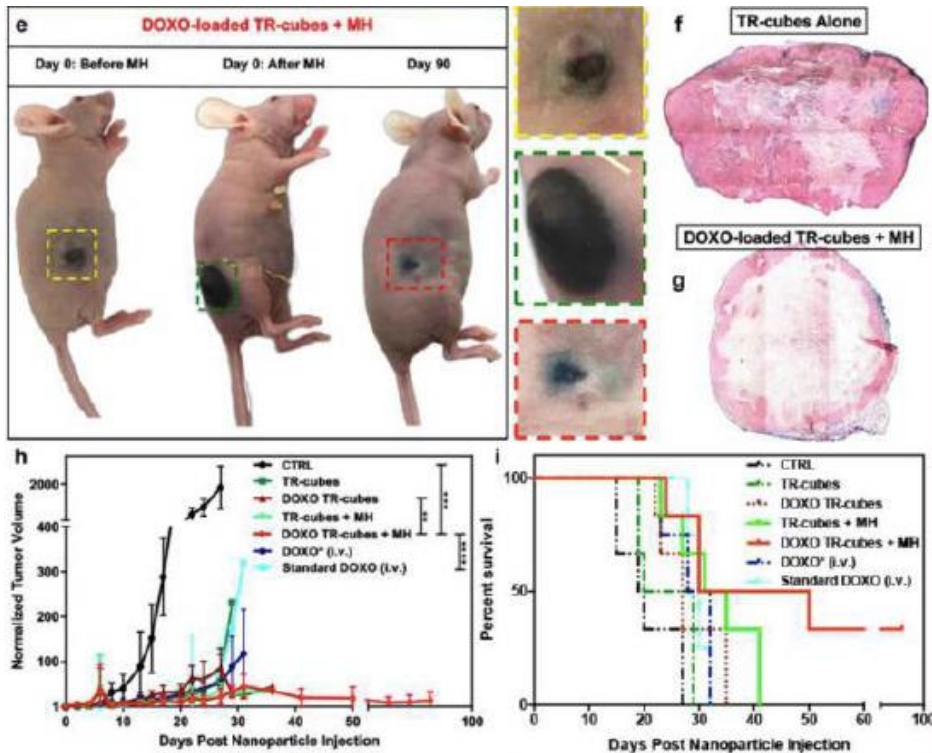 e
DOXO-loaded TR-cubes + MH
Day 0: Before MH
Day 0: After MH
Day 90
f
TR-cubes Alone
DOXO-loaded TR-cubes + MH
g
h
Normalized Tumor Volume
2000
400
300
200
100
1
0
10
20
30
40
50
100
Days Post Nanoparticle Injection
CTRL
TR-cubes
DOXO TR-cubes
TR-cubes + MH
DOXO TR-cubes + MH
DOXO* (i.v.)
Standard DOXO (i.v.)
**
***
****
i
Percent survival
100
50
0
0
20
40
60
100
Days Post Nanoparticle Injection
CTRL
TR-cubes
DOXO TR-cubes
TR-cubes + MH
DOXO TR-cubes + MH
DOXO* (i.v.)
Standard DOXO (i.v.)